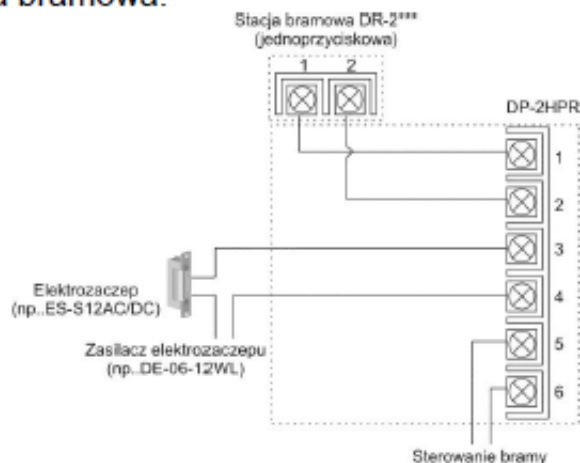 a bramowa.
Stacja bramowa DR-2***
(jednoprzyciskowa)
1 2
DP-2HPR
1
2
3
Elektrozaczep
(np..ES-S12AC/DC)
4
Zasilacz elektrozaczepu
(np..DE-06-12WL)
5
6
Sterowanie bramy